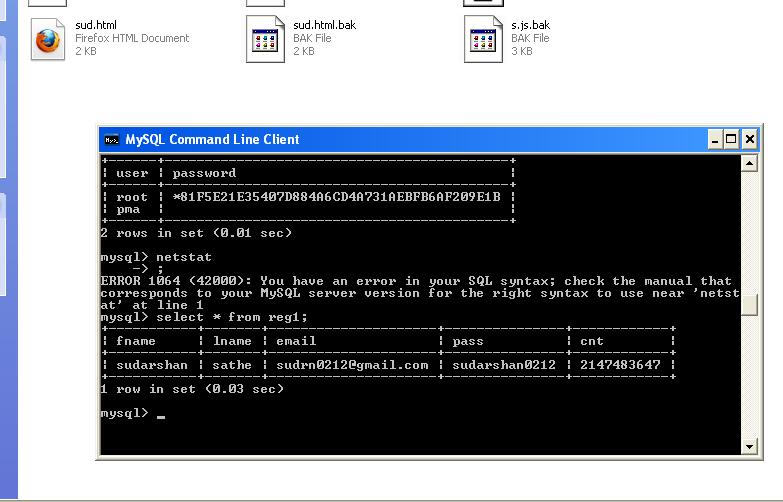 sud.html
Firefox HTML Document
2 KB
sud.html.bak
BAK File
2 KB
s.js.bak
BAK File
3 KB
MySQL Command Line Client
| user | password |
| root | *81F5E21E35407D884A6CD4A731AEBFB6AF209E1B |
| pma | |
2 rows in set (0.01 sec)
mysql> netstat
-> ;
ERROR 1064 (42000): You have an error in your SQL syntax; check the manual that
corresponds to your MySQL server version for the right syntax to use near 'netst
at' at line 1
mysql> select * from reg1;
| fname | lname | email | pass | cnt |
| sudarshan | sathe | sudrn0212@gmail.com | sudarshan0212 | 2147483647 |
1 row in set (0.03 sec)
mysql> _